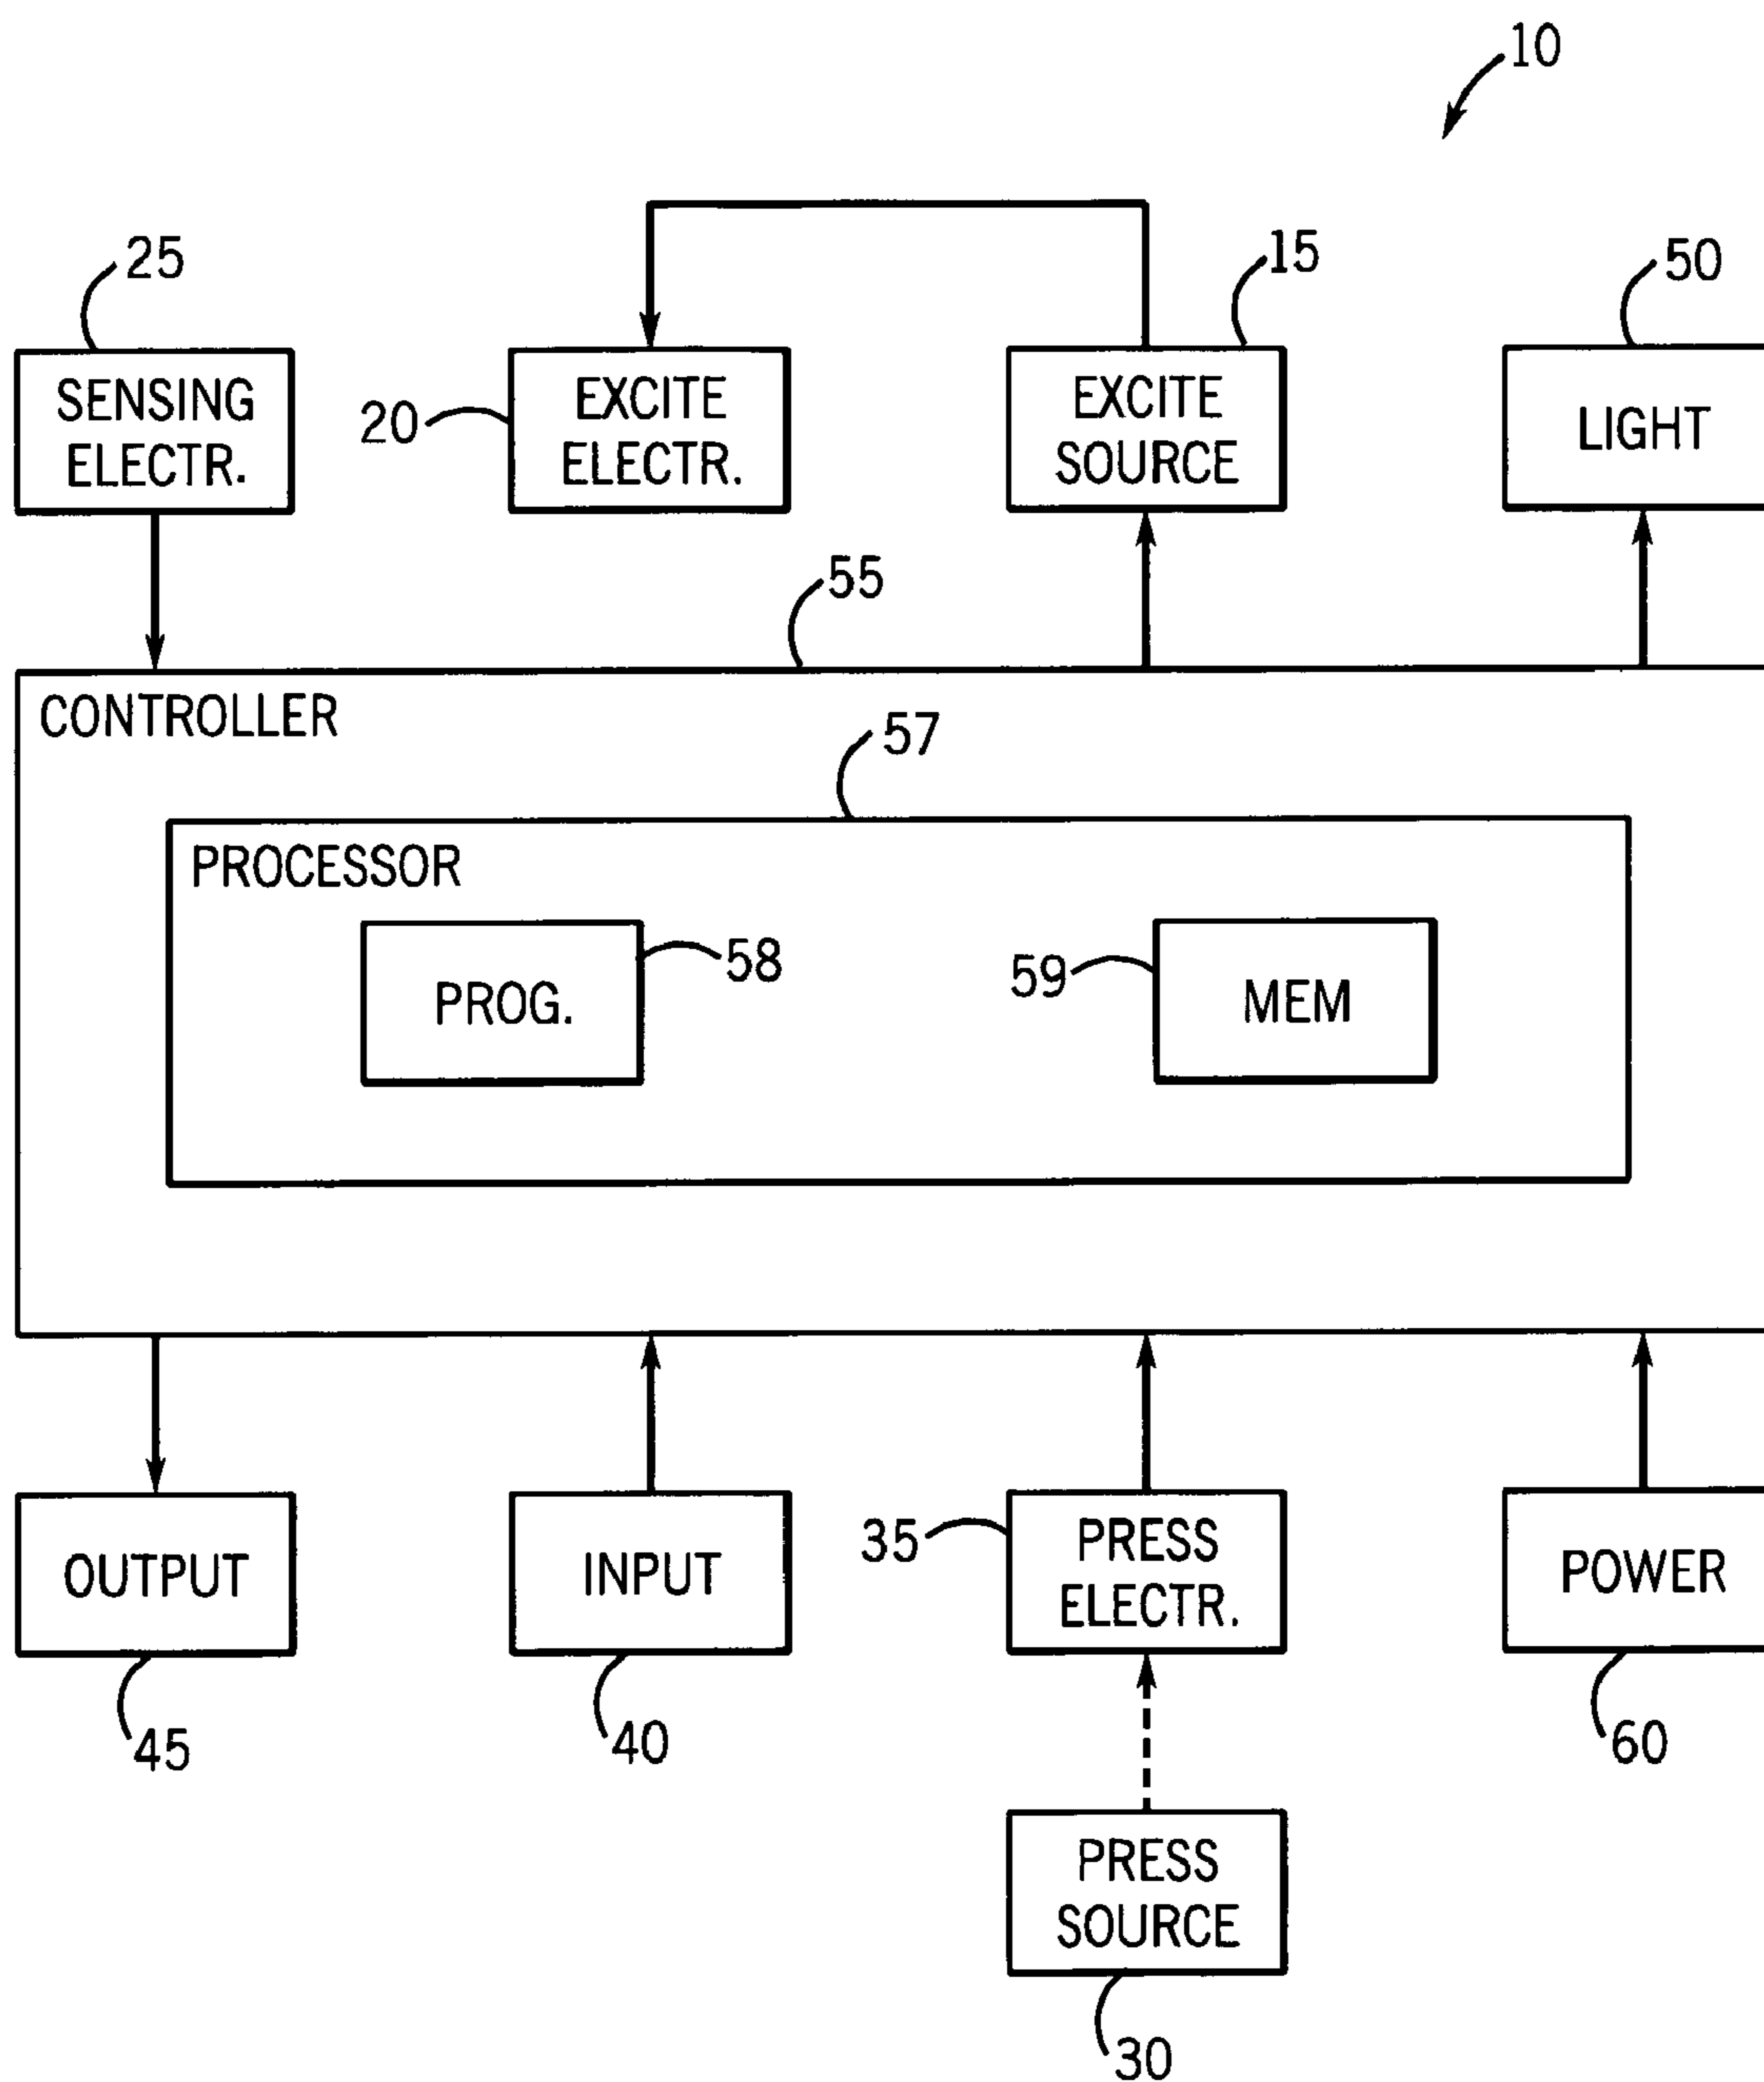 10
25
15
50
SENSING
ELECTR.
20
EXCITE
ELECTR.
EXCITE
SOURCE
LIGHT
55
CONTROLLER
57
PROCESSOR
PROG.
58
59
MEM
OUTPUT
INPUT
35
PRESS
ELECTR.
POWER
45
40
60
PRESS
SOURCE
30